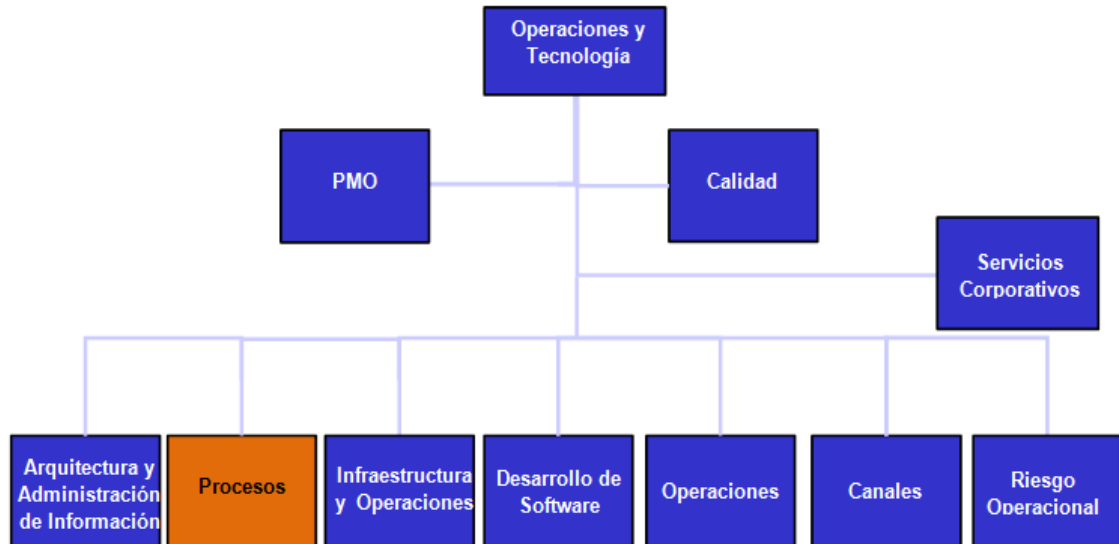 Operaciones y
Tecnología
PMO
Calidad
Servicios
Corporativos
Arquitectura y
Administración
de Información
Procesos
Infraestructura
y Operaciones
Desarrollo de
Software
Operaciones
Canales
Riesgo
Operacional